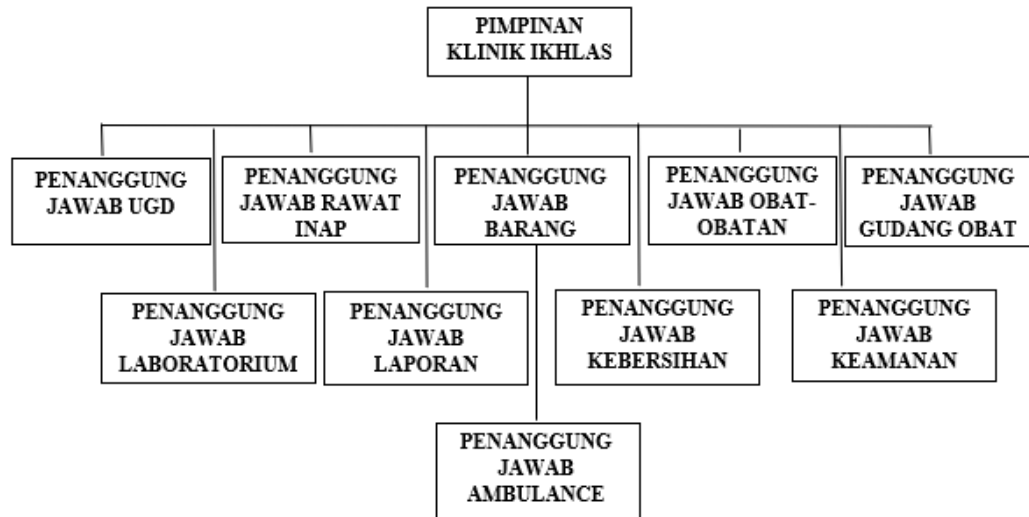 PIMPINAN
KLINIK IKHLAS
PENANGGUNG
JAWAB UGD
PENANGGUNG
JAWAB RAWAT
INAP
PENANGGUNG
JAWAB
BARANG
PENANGGUNG
JAWAB OBAT-
OBATAN
PENANGGUNG
JAWAB
GUDANG OBAT
PENANGGUNG
JAWAB
LABORATORIUM
PENANGGUNG
JAWAB
LAPORAN
PENANGGUNG
JAWAB
KEBERSIHAN
PENANGGUNG
JAWAB
KEAMANAN
PENANGGUNG
JAWAB
AMBULANCE